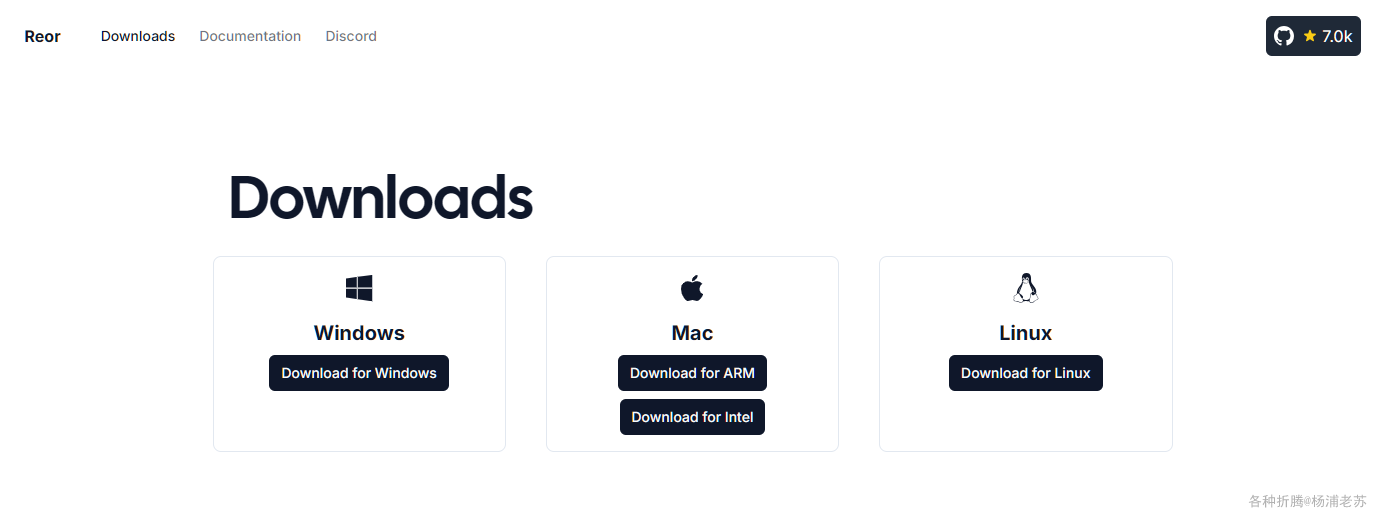 Reor Downloads Documentation Discord 7.0k
Downloads
Windows Mac Linux
Download for Windows Download for ARM Download for Linux
Download for Intel
各种折腾@杨浦老苏